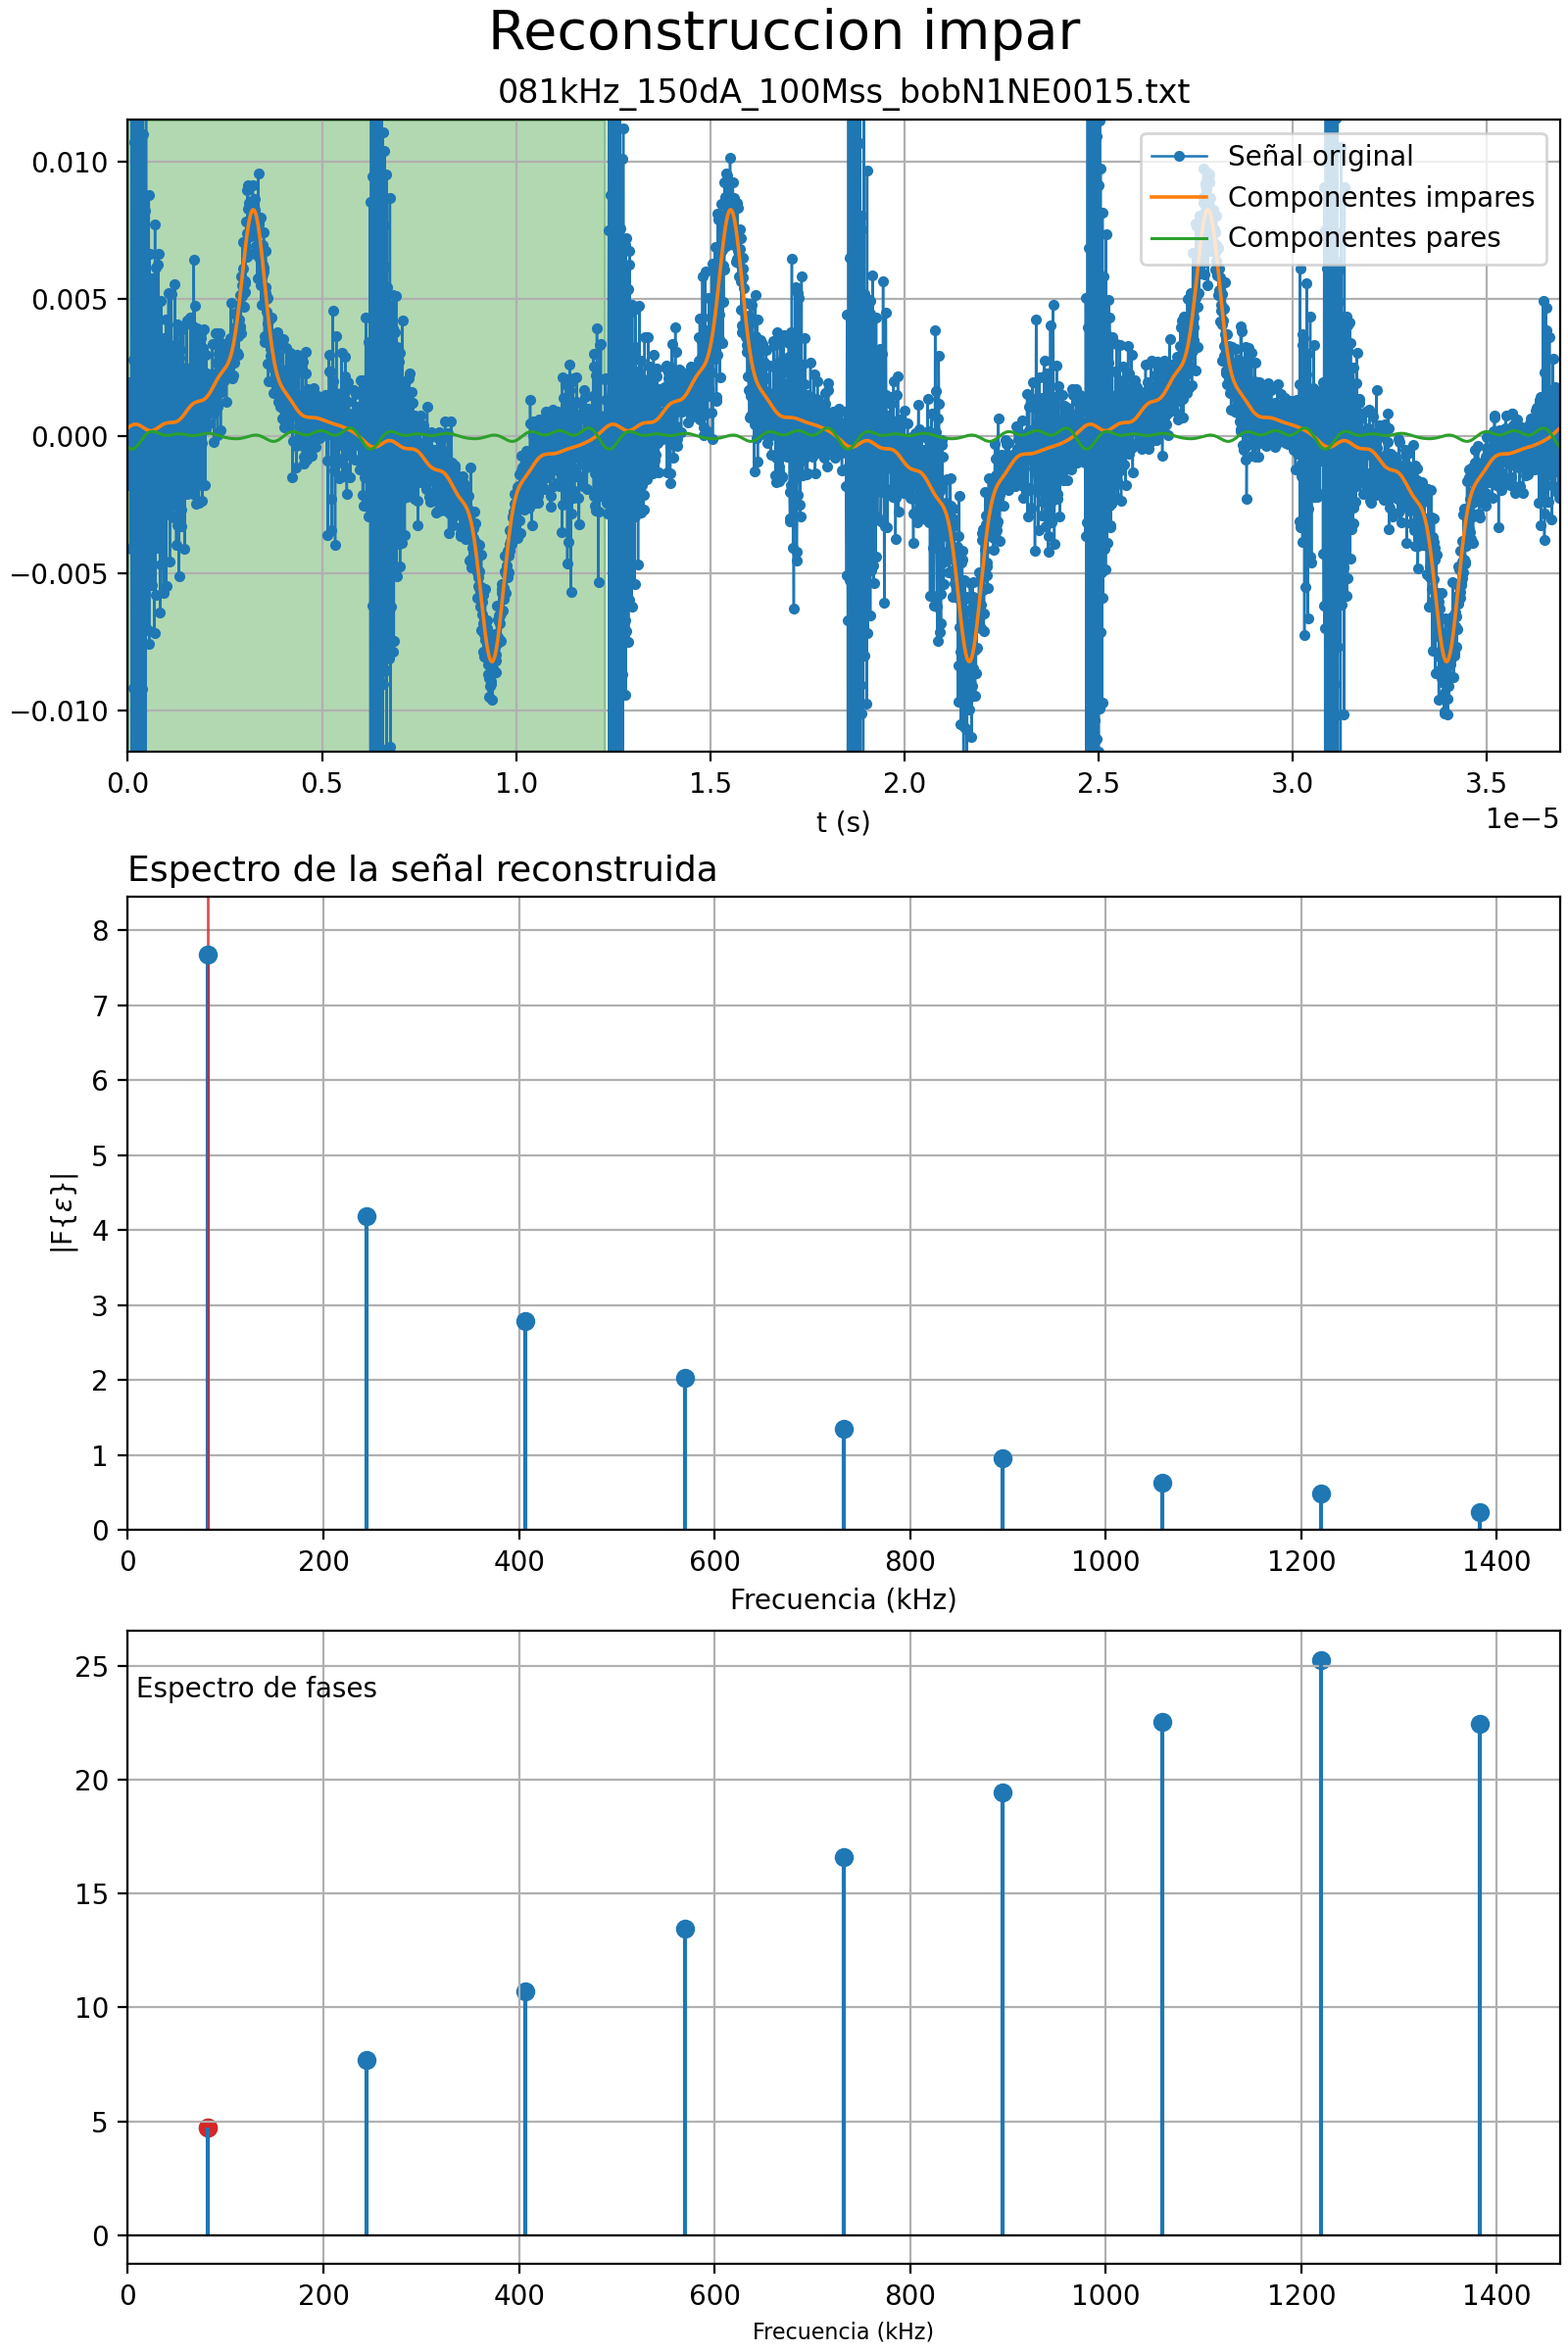 Reconstruccion impar
081kHz_150dA_100Mss_bobN1NE0015.txt
0.010
0.005
0.000
−0.005
−0.010
Señal original
Componentes impares
Componentes pares
0.0 0.5 1.0 1.5 2.0 2.5 3.0 3.5
1e−5
t (s)
Espectro de la señal reconstruida
8
7
6
5
4
3
2
1
0
|F{ε}|
0 200 400 600 800 1000 1200 1400
Frecuencia (kHz)
25
20
15
10
5
0
Espectro de fases
0 200 400 600 800 1000 1200 1400
Frecuencia (kHz)